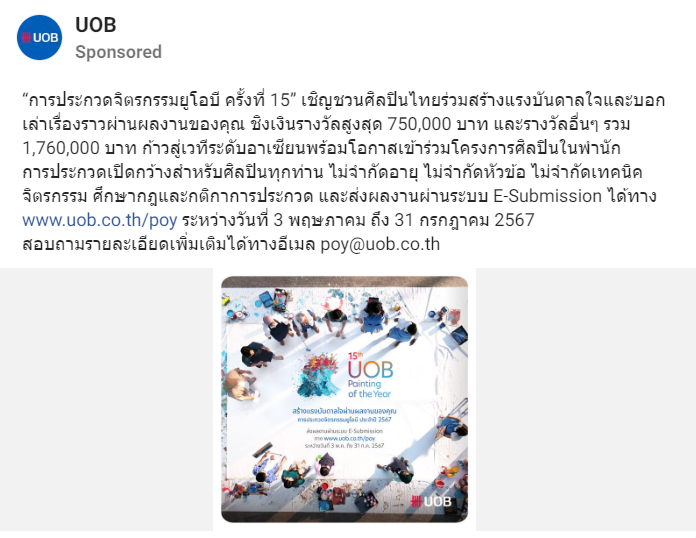 UOB
UOB
Sponsored
“การประกวดจิตรกรรมยูโอบี ครั้งที่ 15” เชิญชวนศิลปินไทยร่วมสร้างแรงบันดาลใจและบอก
เล่าเรื่องราวผ่านผลงานของคุณ ชิงเงินรางวัลสูงสุด 750,000 บาท และรางวัลอื่นๆ รวม
1,760,000 บาท ก้าวสู่เวทีระดับอาเซียนพร้อมโอกาสเข้าร่วมโครงการศิลปินในพำนัก
การประกวดเปิดกว้างสำหรับศิลปินทุกท่าน ไม่จำกัดอายุ ไม่จำกัดหัวข้อ ไม่จำกัดเทคนิค
จิตรกรรม ศึกษากฎและกติกาการประกวด และส่งผลงานผ่านระบบ E-Submission ได้ทาง
www.uob.co.th/poy ระหว่างวันที่ 3 พฤษภาคม ถึง 31 กรกฎาคม 2567
สอบถามรายละเอียดเพิ่มเติมได้ทางอีเมล poy@uob.co.th
15th
UOB
Painting
of the Year
สร้างแรงบันดาลใจผ่านผลงานของคุณ
การประกวดจิตรกรรมยูโอบี ประจำปี 2567
ส่งผลงานผ่านระบบ E-Submission
ทาง www.uob.co.th/poy
ระหว่างวันที่ 3 พ.ค. ถึง 31 ก.ค. 2567
UOB